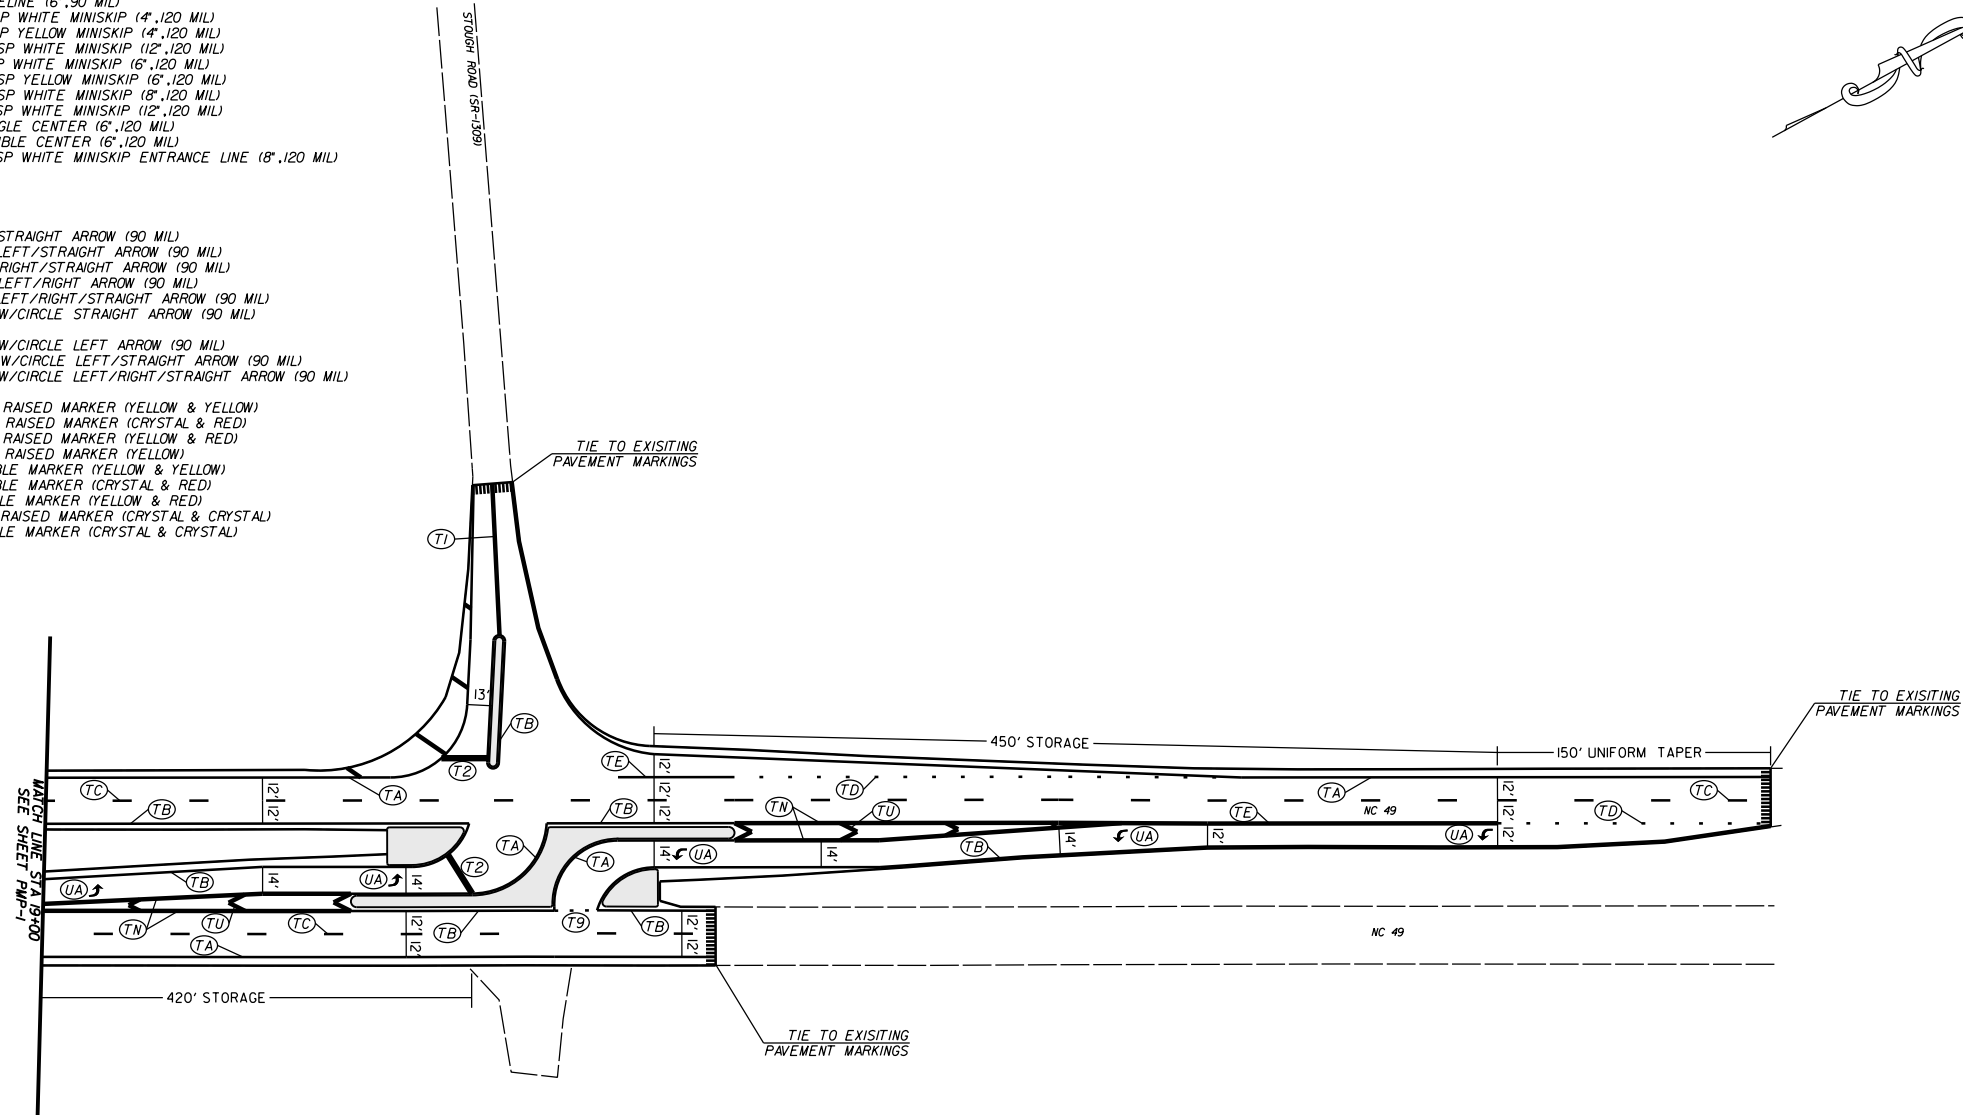 P WHITE MINISKIP (4",120 MIL)
P YELLOW MINISKIP (4",120 MIL)
SP WHITE MINISKIP (12",120 MIL)
P WHITE MINISKIP (6",120 MIL)
SP YELLOW MINISKIP (6",120 MIL)
SP WHITE MINISKIP (8",120 MIL)
SP WHITE MINISKIP (12",120 MIL)
GLE CENTER (6",120 MIL)
BLE CENTER (6",120 MIL)
SP WHITE MINISKIP ENTRANCE LINE (8",120 MIL)
STRAIGHT ARROW (90 MIL)
LEFT/STRAIGHT ARROW (90 MIL)
RIGHT/STRAIGHT ARROW (90 MIL)
LEFT/RIGHT ARROW (90 MIL)
LEFT/RIGHT/STRAIGHT ARROW (90 MIL)
W/CIRCLE STRAIGHT ARROW (90 MIL)
W/CIRCLE LEFT ARROW (90 MIL)
W/CIRCLE LEFT/STRAIGHT ARROW (90 MIL)
W/CIRCLE LEFT/RIGHT/STRAIGHT ARROW (90 MIL)
RAISED MARKER (YELLOW & YELLOW)
RAISED MARKER (CRYSTAL & RED)
RAISED MARKER (YELLOW & RED)
RAISED MARKER (YELLOW)
BLE MARKER (YELLOW & YELLOW)
BLE MARKER (CRYSTAL & RED)
LE MARKER (YELLOW & RED)
RAISED MARKER (CRYSTAL & CRYSTAL)
LE MARKER (CRYSTAL & CRYSTAL)
STOUGH ROAD (SR-1309)
TIE TO EXISITING
PAVEMENT MARKINGS
T1
13'
TB
T2
TE
12'
450' STORAGE
150' UNIFORM TAPER
TIE TO EXISITING
PAVEMENT MARKINGS
TC
TB
12'
12'
TA
TB
12'
12'
TD
TN
TU
TE
TA
NC 49
12'
12'
12'
TD
TC
TA
TA
T2
14'
UA
14'
TB
14'
UA
12'
UA
UA
TB
14'
UA
14'
TN
TU
TC
TA
12'
12'
TB
T9
TB
12'
12'
NC 49
MATCH LINE STA 19+00
SEE SHEET PMP-1
420' STORAGE
TIE TO EXISITING
PAVEMENT MARKINGS